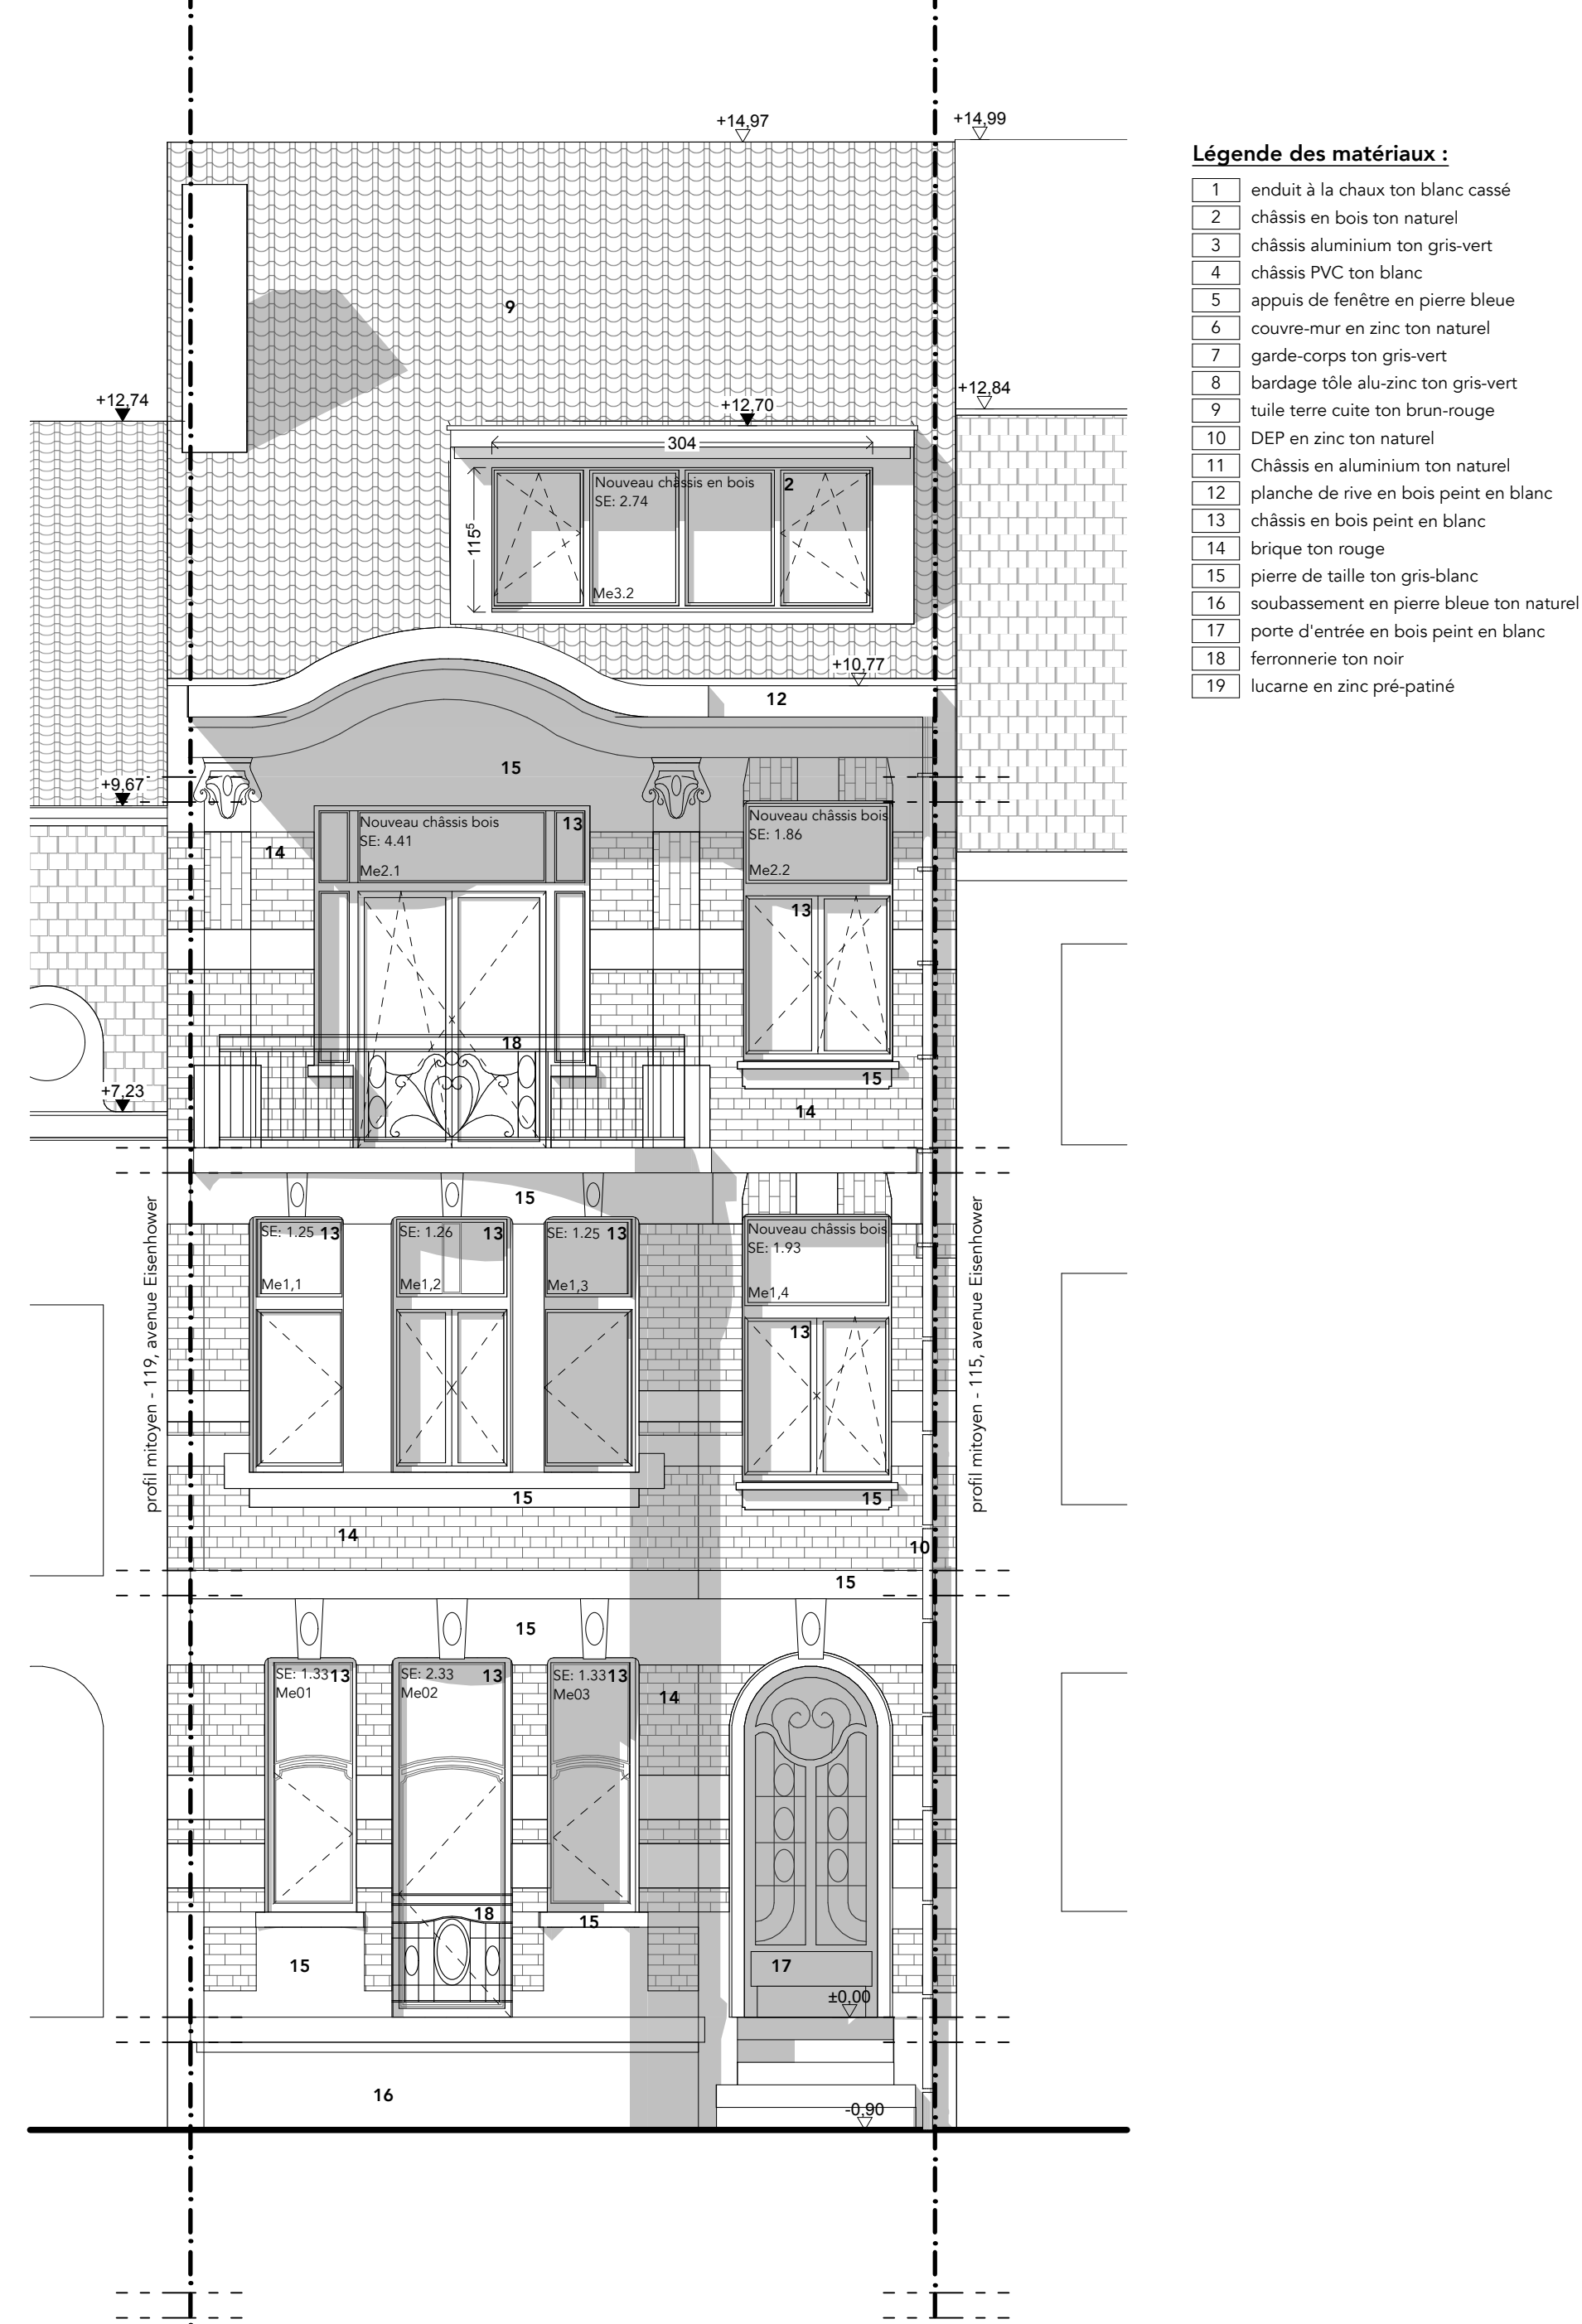 +14,97
+14,99
Légende des matériaux :
1 enduit à la chaux ton blanc cassé
2 châssis en bois ton naturel
3 châssis aluminium ton gris-vert
4 châssis PVC ton blanc
5 appuis de fenêtre en pierre bleue
6 couvre-mur en zinc ton naturel
7 garde-corps ton gris-vert
8 bardage tôle alu-zinc ton gris-vert
9 tuile terre cuite ton brun-rouge
10 DEP en zinc ton naturel
11 Châssis en aluminium ton naturel
12 planche de rive en bois peint en blanc
13 châssis en bois peint en blanc
14 brique ton rouge
15 pierre de taille ton gris-blanc
16 soubassement en pierre bleue ton naturel
17 porte d'entrée en bois peint en blanc
18 ferronnerie ton noir
19 lucarne en zinc pré-patiné
9
+12,74
+12,70
+12,84
304
Nouveau châssis en bois
2
SE: 2.74
115⁵
Me3.2
+10,77
12
15
+9,67
Nouveau châssis bois
13
SE: 4.41
Me2.1
Nouveau châssis bois
SE: 1.86
Me2.2
14
13
18
15
+7,23
14
15
SE: 1.25 13
Me1,1
SE: 1.26 13
Me1,2
SE: 1.25 13
Me1,3
Nouveau châssis bois
SE: 1.93
Me1,4
13
profil mitoyen - 119, avenue Eisenhower
profil mitoyen - 115, avenue Eisenhower
15
15
14
10
15
15
SE: 1.33 13
Me01
SE: 2.33 13
Me02
SE: 1.33 13
Me03
14
18
15
15
17
±0,00
16
-0,90